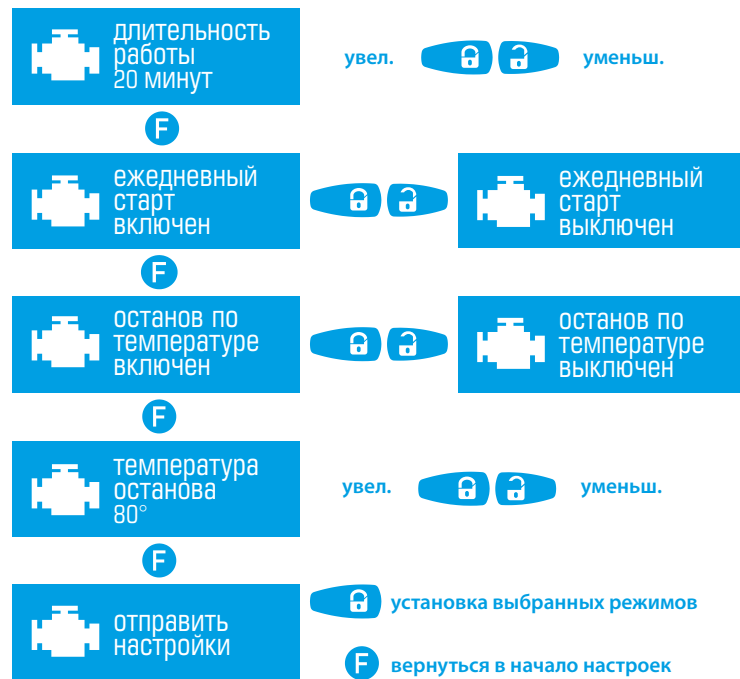 длительность
работы
20 минут
увел.
уменьш.
F
ежедневный
старт
включен
ежедневный
старт
выключен
F
останов по
температуре
включен
останов по
температуре
выключен
F
температура
останова
80°
увел.
уменьш.
F
отправить
настройки
установка выбранных режимов
F вернуться в начало настроек